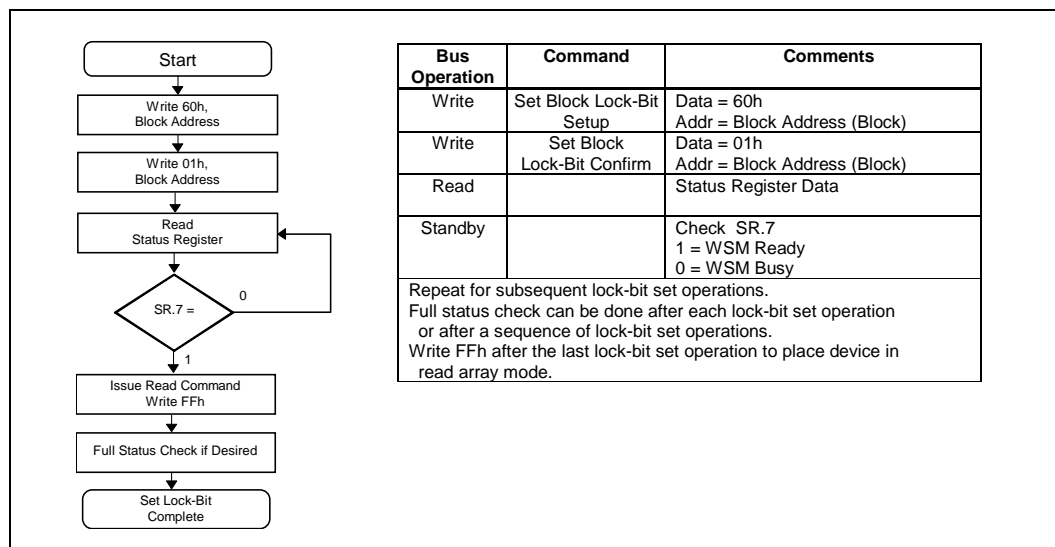 Start
Write 60h,
Block Address
Write 01h,
Block Address
Read
Status Register
SR.7 =
0
1
Issue Read Command
Write FFh
Full Status Check if Desired
Set Lock-Bit
Complete
Bus
Operation
Command
Comments
Write
Set Block Lock-Bit
Setup
Data = 60h
Addr = Block Address (Block)
Write
Set Block
Lock-Bit Confirm
Data = 01h
Addr = Block Address (Block)
Read
Status Register Data
Standby
Check SR.7
1 = WSM Ready
0 = WSM Busy
Repeat for subsequent lock-bit set operations.
Full status check can be done after each lock-bit set operation
or after a sequence of lock-bit set operations.
Write FFh after the last lock-bit set operation to place device in
read array mode.